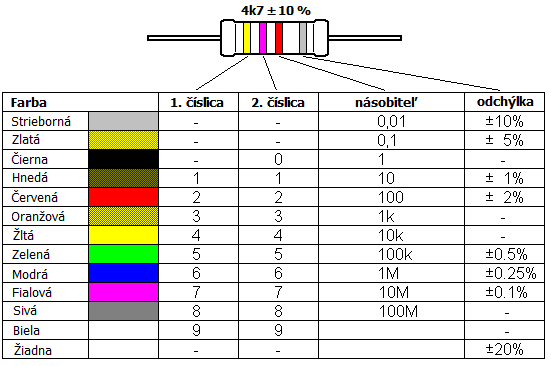 4k7 ±10 %
Farba 1. číslica 2. číslica násobiteľ odchýlka
Strieborná - - 0,01 ±10%
Zlatá - - 0,1 ± 5%
Čierna - 0 1 -
Hnedá 1 1 10 ± 1%
Červená 2 2 100 ± 2%
Oranžová 3 3 1k -
Žltá 4 4 10k -
Zelená 5 5 100k ±0.5%
Modrá 6 6 1M ±0.25%
Fialová 7 7 10M ±0.1%
Sivá 8 8 100M -
Biela 9 9 -
Žiadna - - ±20%